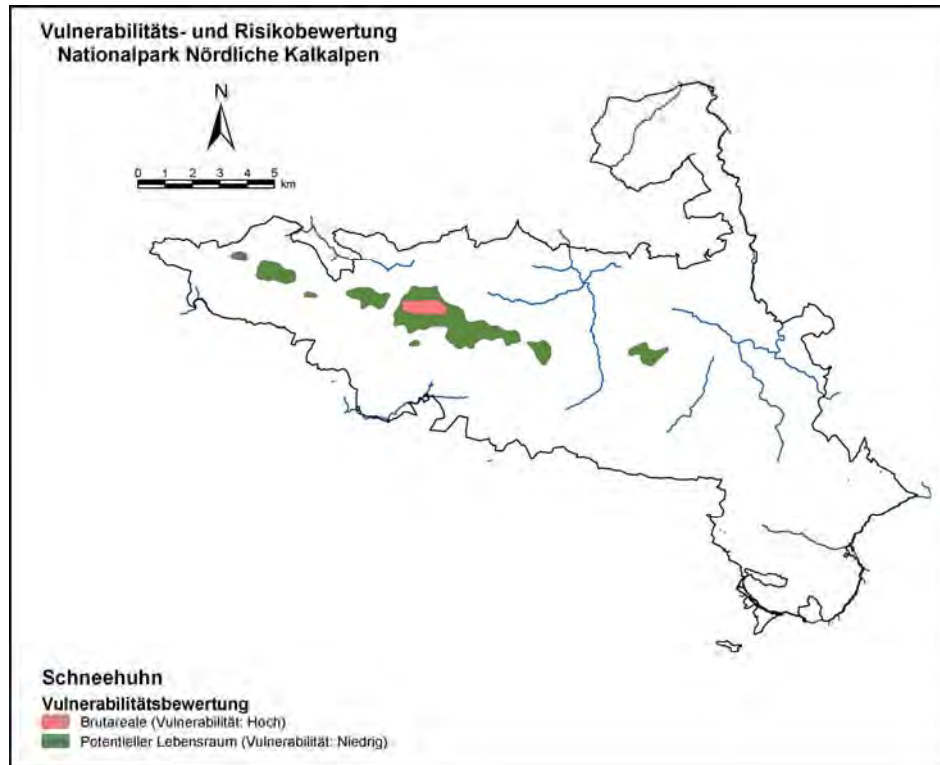 Vulnerabilitäts- und Risikobewertung
Nationalpark Nördliche Kalkalpen
N
0 1 2 3 4 5
km
Schneehuhn
Vulnerabilitätsbewertung
Brutareale (Vulnerabilität: Hoch)
Potentieller Lebensraum (Vulnerabilität: Niedrig)